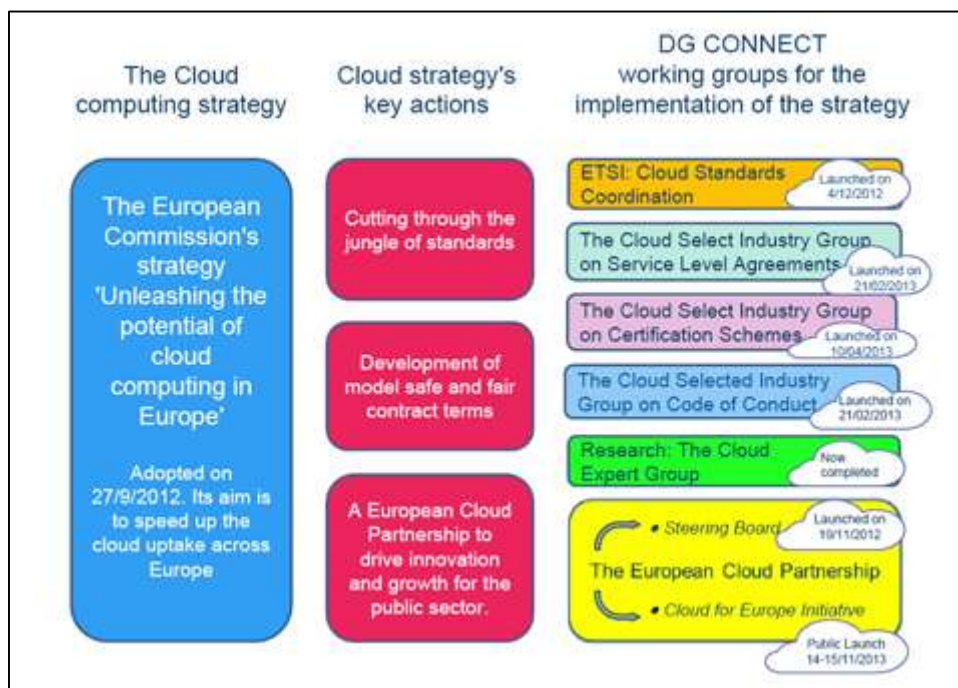 The Cloud
computing strategy
Cloud strategy's
key actions
DG CONNECT
working groups for the
implementation of the strategy
The European
Commission's
strategy
'Unleashing the
potential of
cloud
computing in
Europe'
Adopted on
27/9/2012. Its aim is
to speed up the
cloud uptake across
Europe
Cutting through the
jungle of standards
Development of
model safe and fair
contract terms
A European Cloud
Partnership to
drive innovation
and growth for the
public sector.
ETSI: Cloud Standards
Coordination
Launched on
4/12/2012
The Cloud Select Industry Group
on Service Level Agreements
Launched on
21/02/2013
The Cloud Select Industry Group
on Certification Schemes
Launched on
10/04/2013
The Cloud Selected Industry
Group on Code of Conduct
Launched on
21/02/2013
Research: The Cloud
Expert Group
Now
completed
• Steering Board
Launched on
19/11/2012
The European Cloud Partnership
• Cloud for Europe Initiative
Public Launch
14-15/11/2013